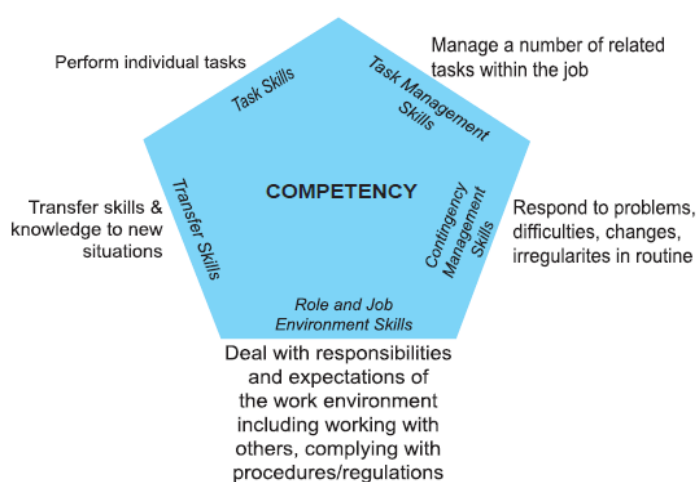 Perform individual tasks
Task Skills
Manage a number of related
tasks within the job
Task Management
Skills
COMPETENCY
Transfer skills &
knowledge to new
situations
Transfer Skills
Contingency
Management
Skills
Respond to problems,
difficulties, changes,
irregularites in routine
Role and Job
Environment Skills
Deal with responsibilities
and expectations of
the work environment
including working with
others, complying with
procedures/regulations